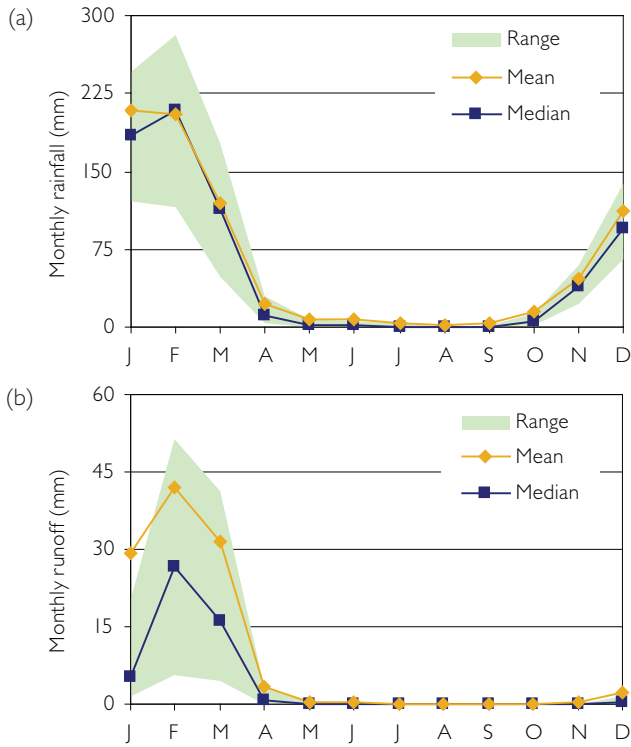 (a)
Monthly rainfall (mm)
300
225
150
75
0
Range
Mean
Median
J F M A M J J A S O N D
(b)
Monthly runoff (mm)
60
45
30
15
0
Range
Mean
Median
J F M A M J J A S O N D